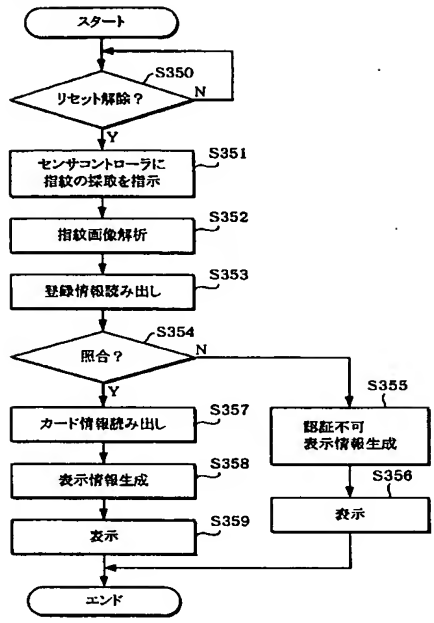 スタート
S350
リセット解除?
N
Y
S351
センサコントローラに
指紋の採取を指示
S352
指紋画像解析
S353
登録情報読み出し
S354
照合?
N
Y
S355
認証不可
表示情報生成
S357
カード情報読み出し
S358
表示情報生成
S356
表示
S359
表示
エンド